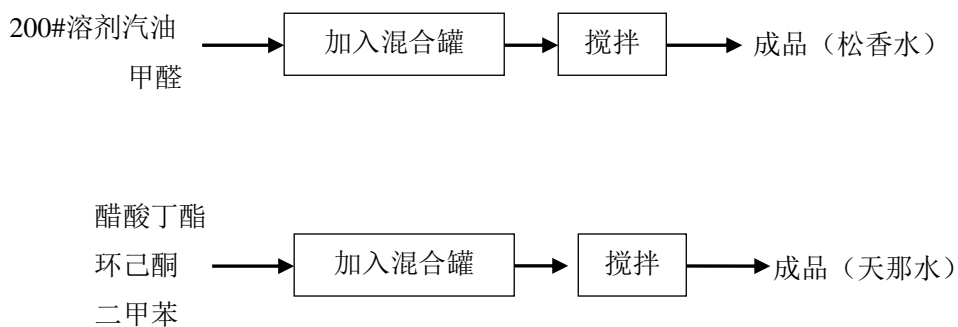 200#溶剂汽油
甲醛
加入混合罐
搅拌
成品（松香水）
醋酸丁酯
环己酮
二甲苯
加入混合罐
搅拌
成品（天那水）